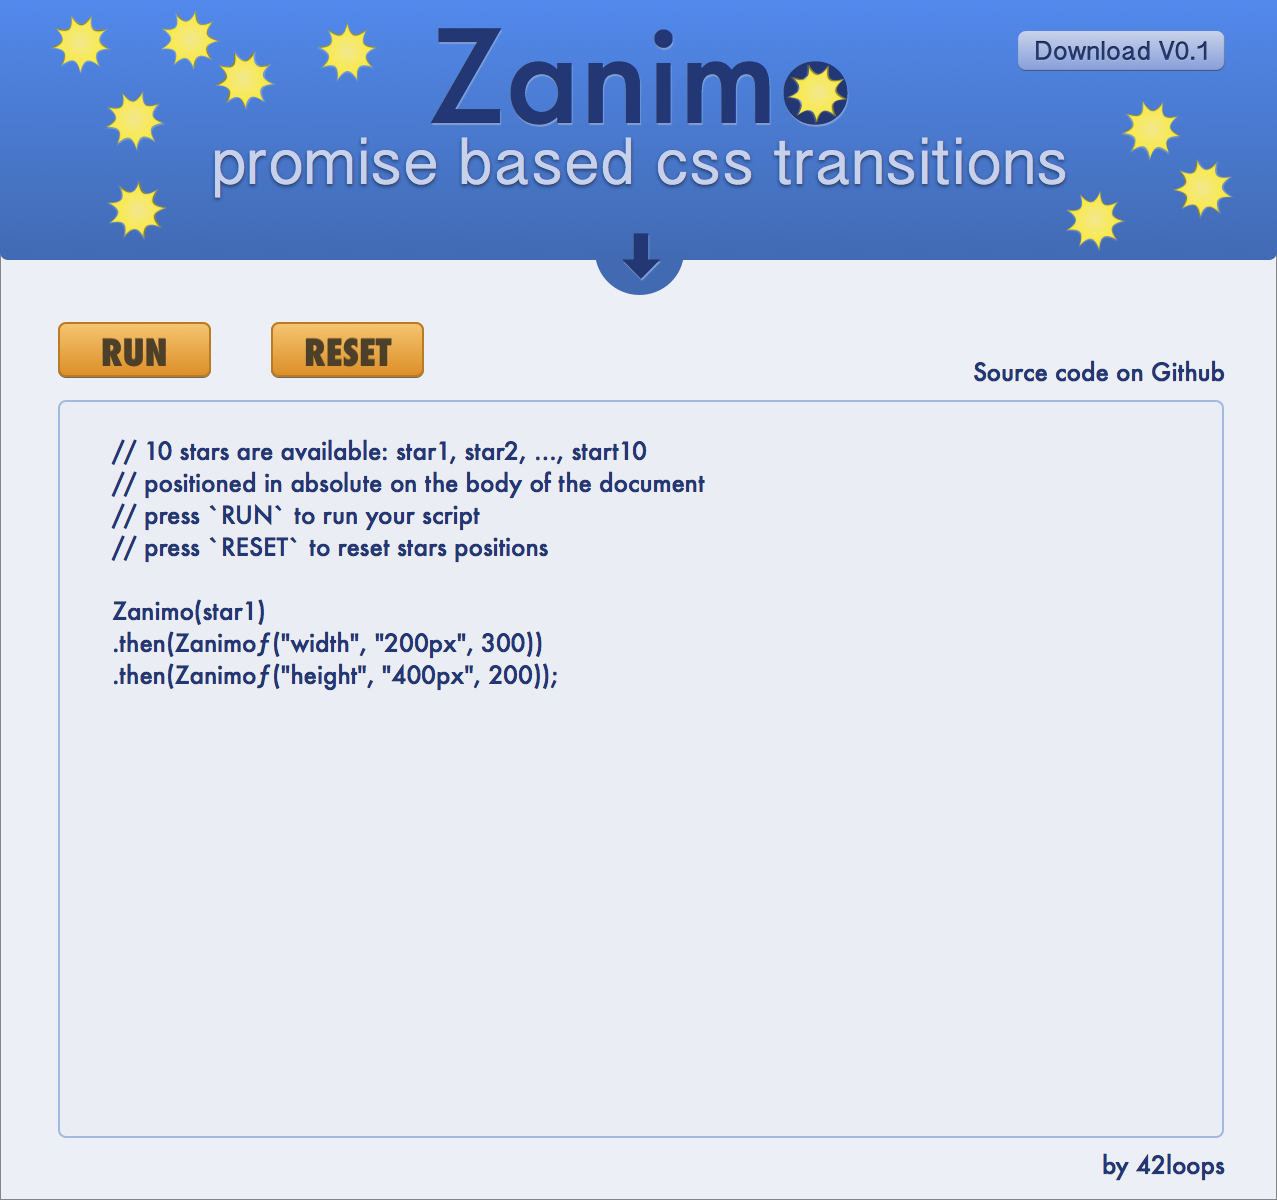 Zanimo
Download V0.1
promise based css transitions
RUN
RESET
Source code on Github
// 10 stars are available: star1, star2, ..., start10
// positioned in absolute on the body of the document
// press `RUN` to run your script
// press `RESET` to reset stars positions
Zanimo(star1)
.then(Zanimoƒ("width", "200px", 300))
.then(Zanimoƒ("height", "400px", 200));
by 42loops